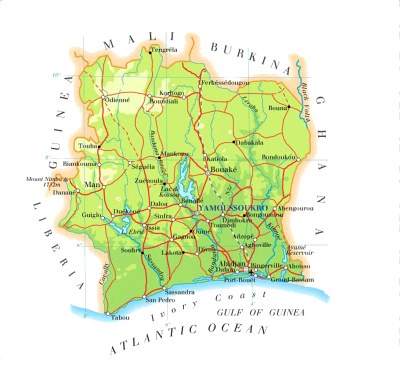 MALI
BURKINA
GHANA
GUINEA
LIBERIA
Tengréla
Ferkéssédougou
Odienné
Korhogo
Boundiali
Black Volta
Bouna
Comoé
Touba
Dabakala
Mankono
Katiola
Bondoukou
Biankouma
Séguéla
Bouaké
Mount Nimba
Man
Zuénoula
Danané
Lac de Kossou
Daloa
Bouaflé
YAMOUSSOUKRO
Abengourou
Guiglo
Duékoué
Sinfra
Bongouanou
Dimbokro
Toumodi
Issia
Oumé
Gagnoa
Adzopé
Soubré
Lakota
Divo
Agboville
Ayamé
Reservoir
Sassandra
Bandama
Abidjan
Dabou
Bingerville
Aboisso
Port-Bouët
Grand-Bassam
Cavally
Sassandra
San Pedro
Tabou
Ivory Coast
GULF OF GUINEA
ATLANTIC OCEAN